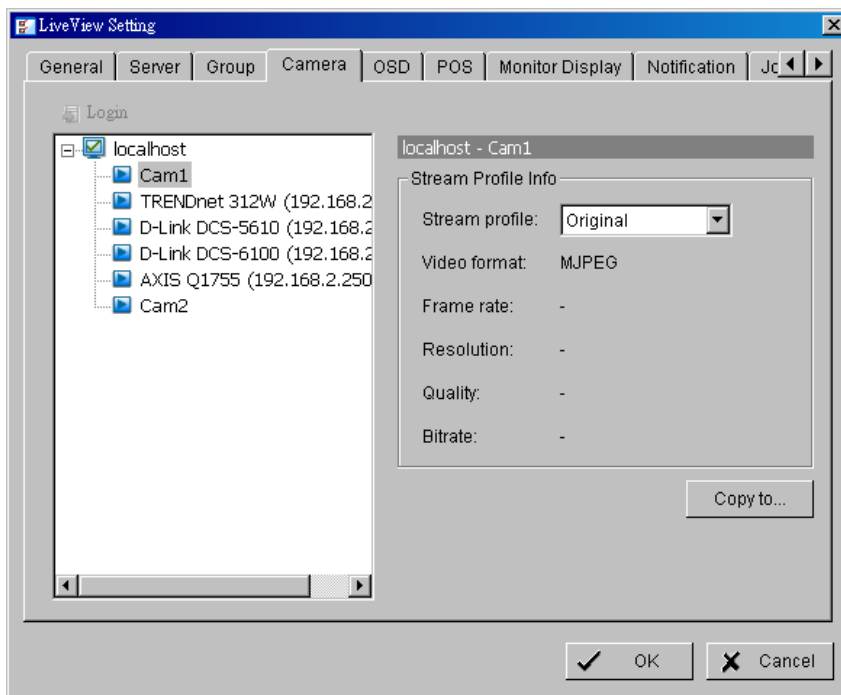 LiveView Setting
General Server Group Camera OSD POS Monitor Display Notification
Login
localhost
Cam1
TRENDnet 312W (192.168.2
D-Link DCS-5610 (192.168.2
D-Link DCS-6100 (192.168.2
AXIS Q1755 (192.168.2.250
Cam2
localhost - Cam1
Stream Profile Info
Stream profile: Original
Video format: MJPEG
Frame rate: -
Resolution: -
Quality: -
Bitrate: -
Copy to...
OK Cancel